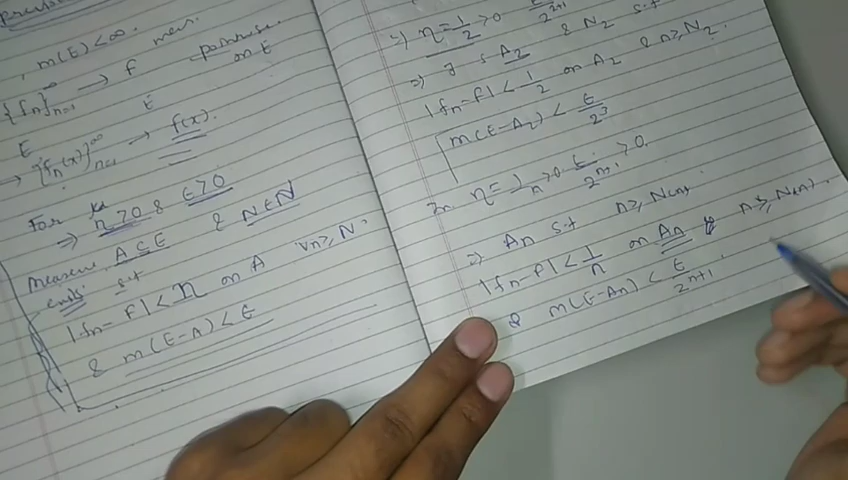 , m(E) < ∞.
{fn}∞n=1 → f meas. pointwise on E
E
→ {fn(x)}∞n=1 → f(x).
For η > 0 & ε > 0
⇒ measure A ⊆ E & N ∈ N
s.t
|fn - f| < η on A ∀ n ≥ N.
& m(E-A) < ε
η = 1/2 > 0
⇒ A2 & N2 s.t
|fn - f| < 1/2 on A2 & n ≥ N2.
m(E-A2) < ε/2³
η = 1/n > 0 ε/2^(n+1) > 0.
⇒ An s.t n ≥ N(n)
|fn - f| < 1/n on An & n ≥ N(n).
& m(E-An) < ε/2^(n+1).